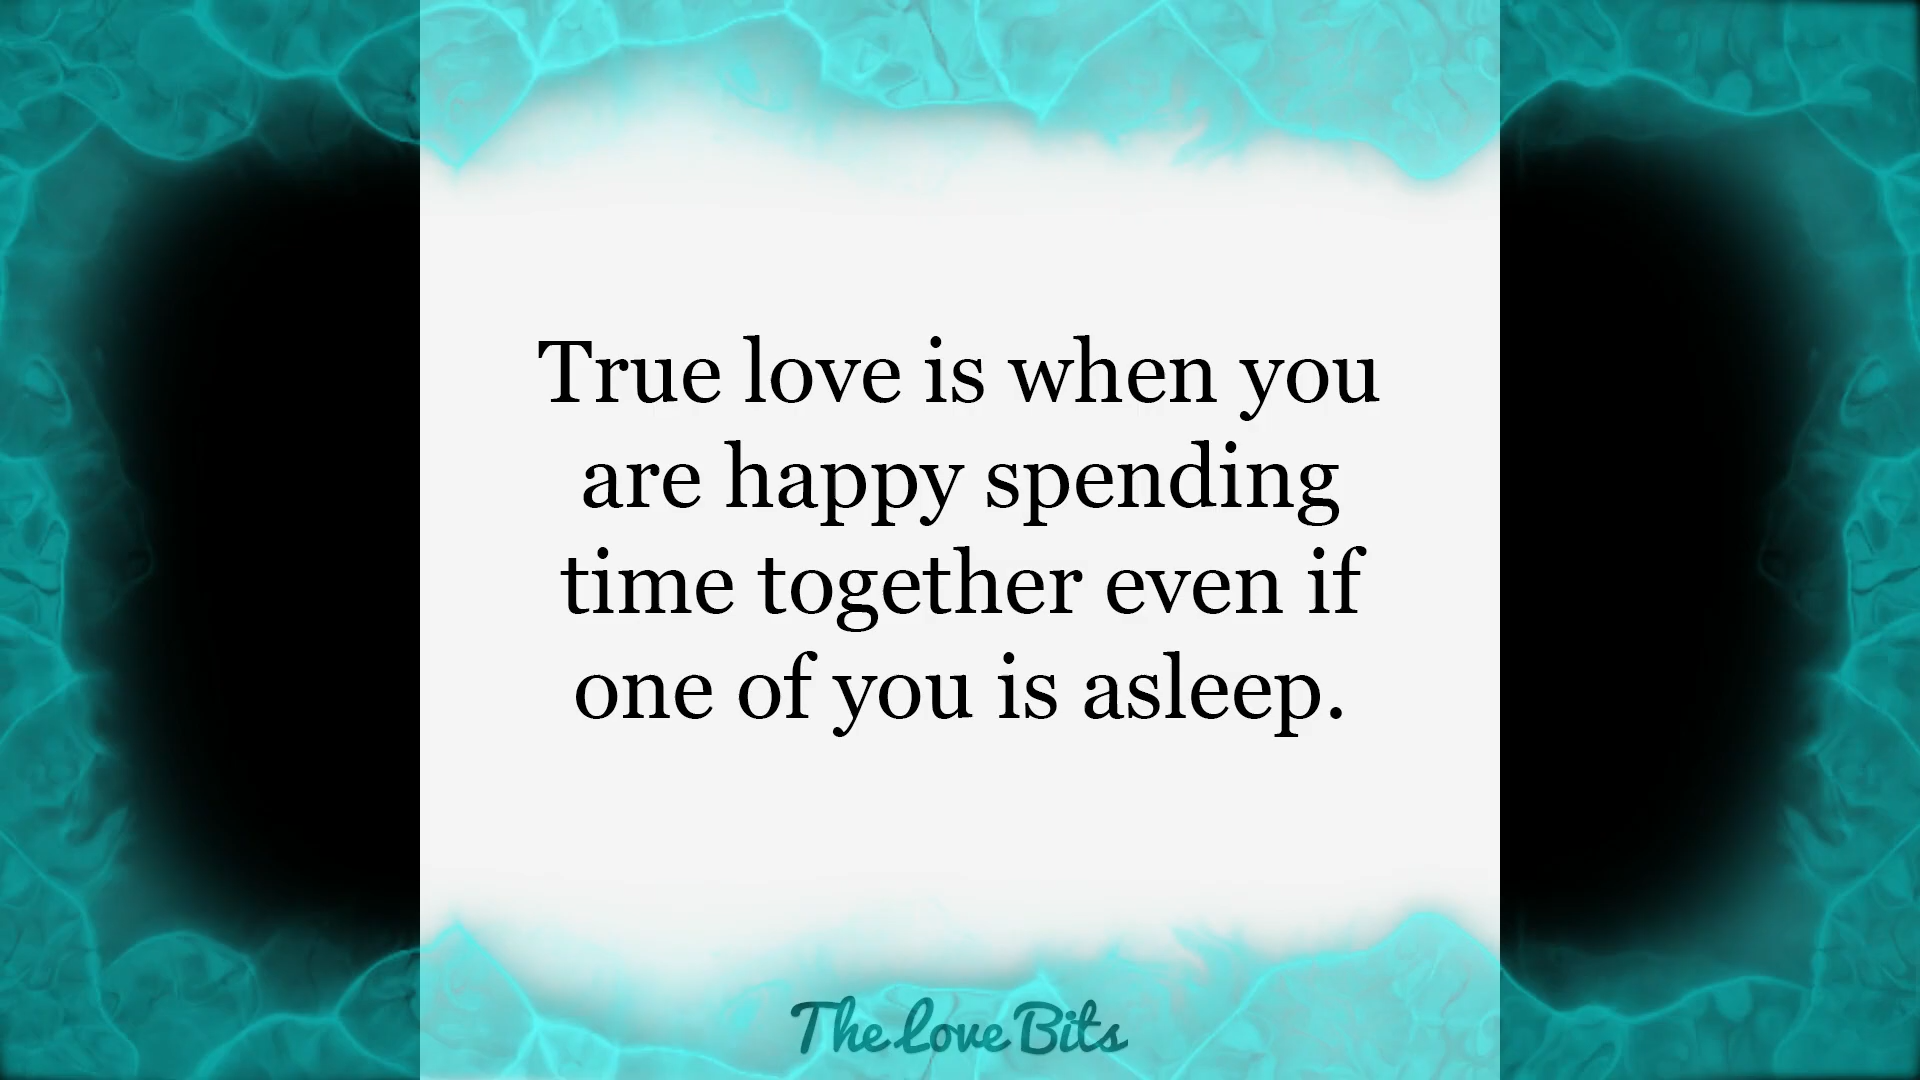 True love is when you
are happy spending
time together even if
one of you is asleep.
The Love Bits